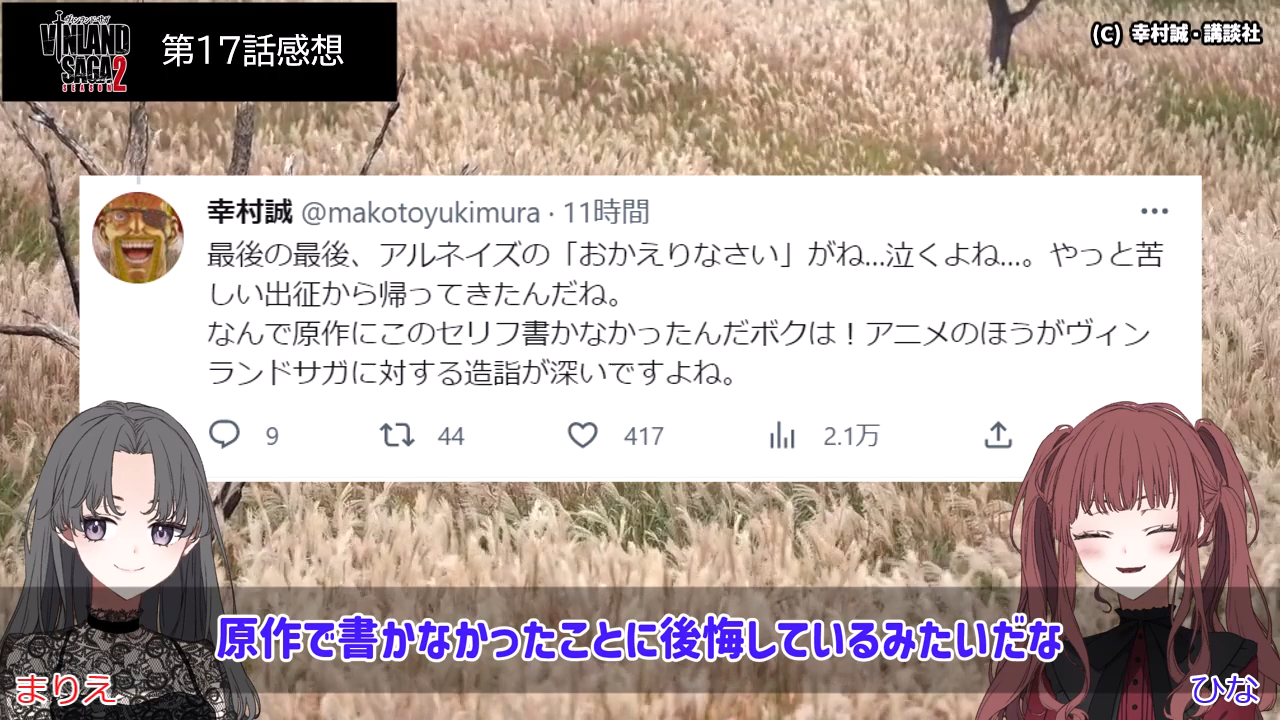 ヴィンランド・サガ
VINLAND
SAGA2
SEASON
第17話感想
(C) 幸村誠・講談社
幸村誠 @makotoyukimura · 11時間
最後の最後、アルネイズの「おかえりなさい」がね...泣くよね...。やっと苦
しい出征から帰ってきたんだね。
なんで原作にこのセリフ書かなかったんだボクは！アニメのほうがヴィン
ランドサガに対する造詣が深いですよね。
9 44 417 2.1万
原作で書かなかったことに後悔しているみたいだな
まりえ
ひな